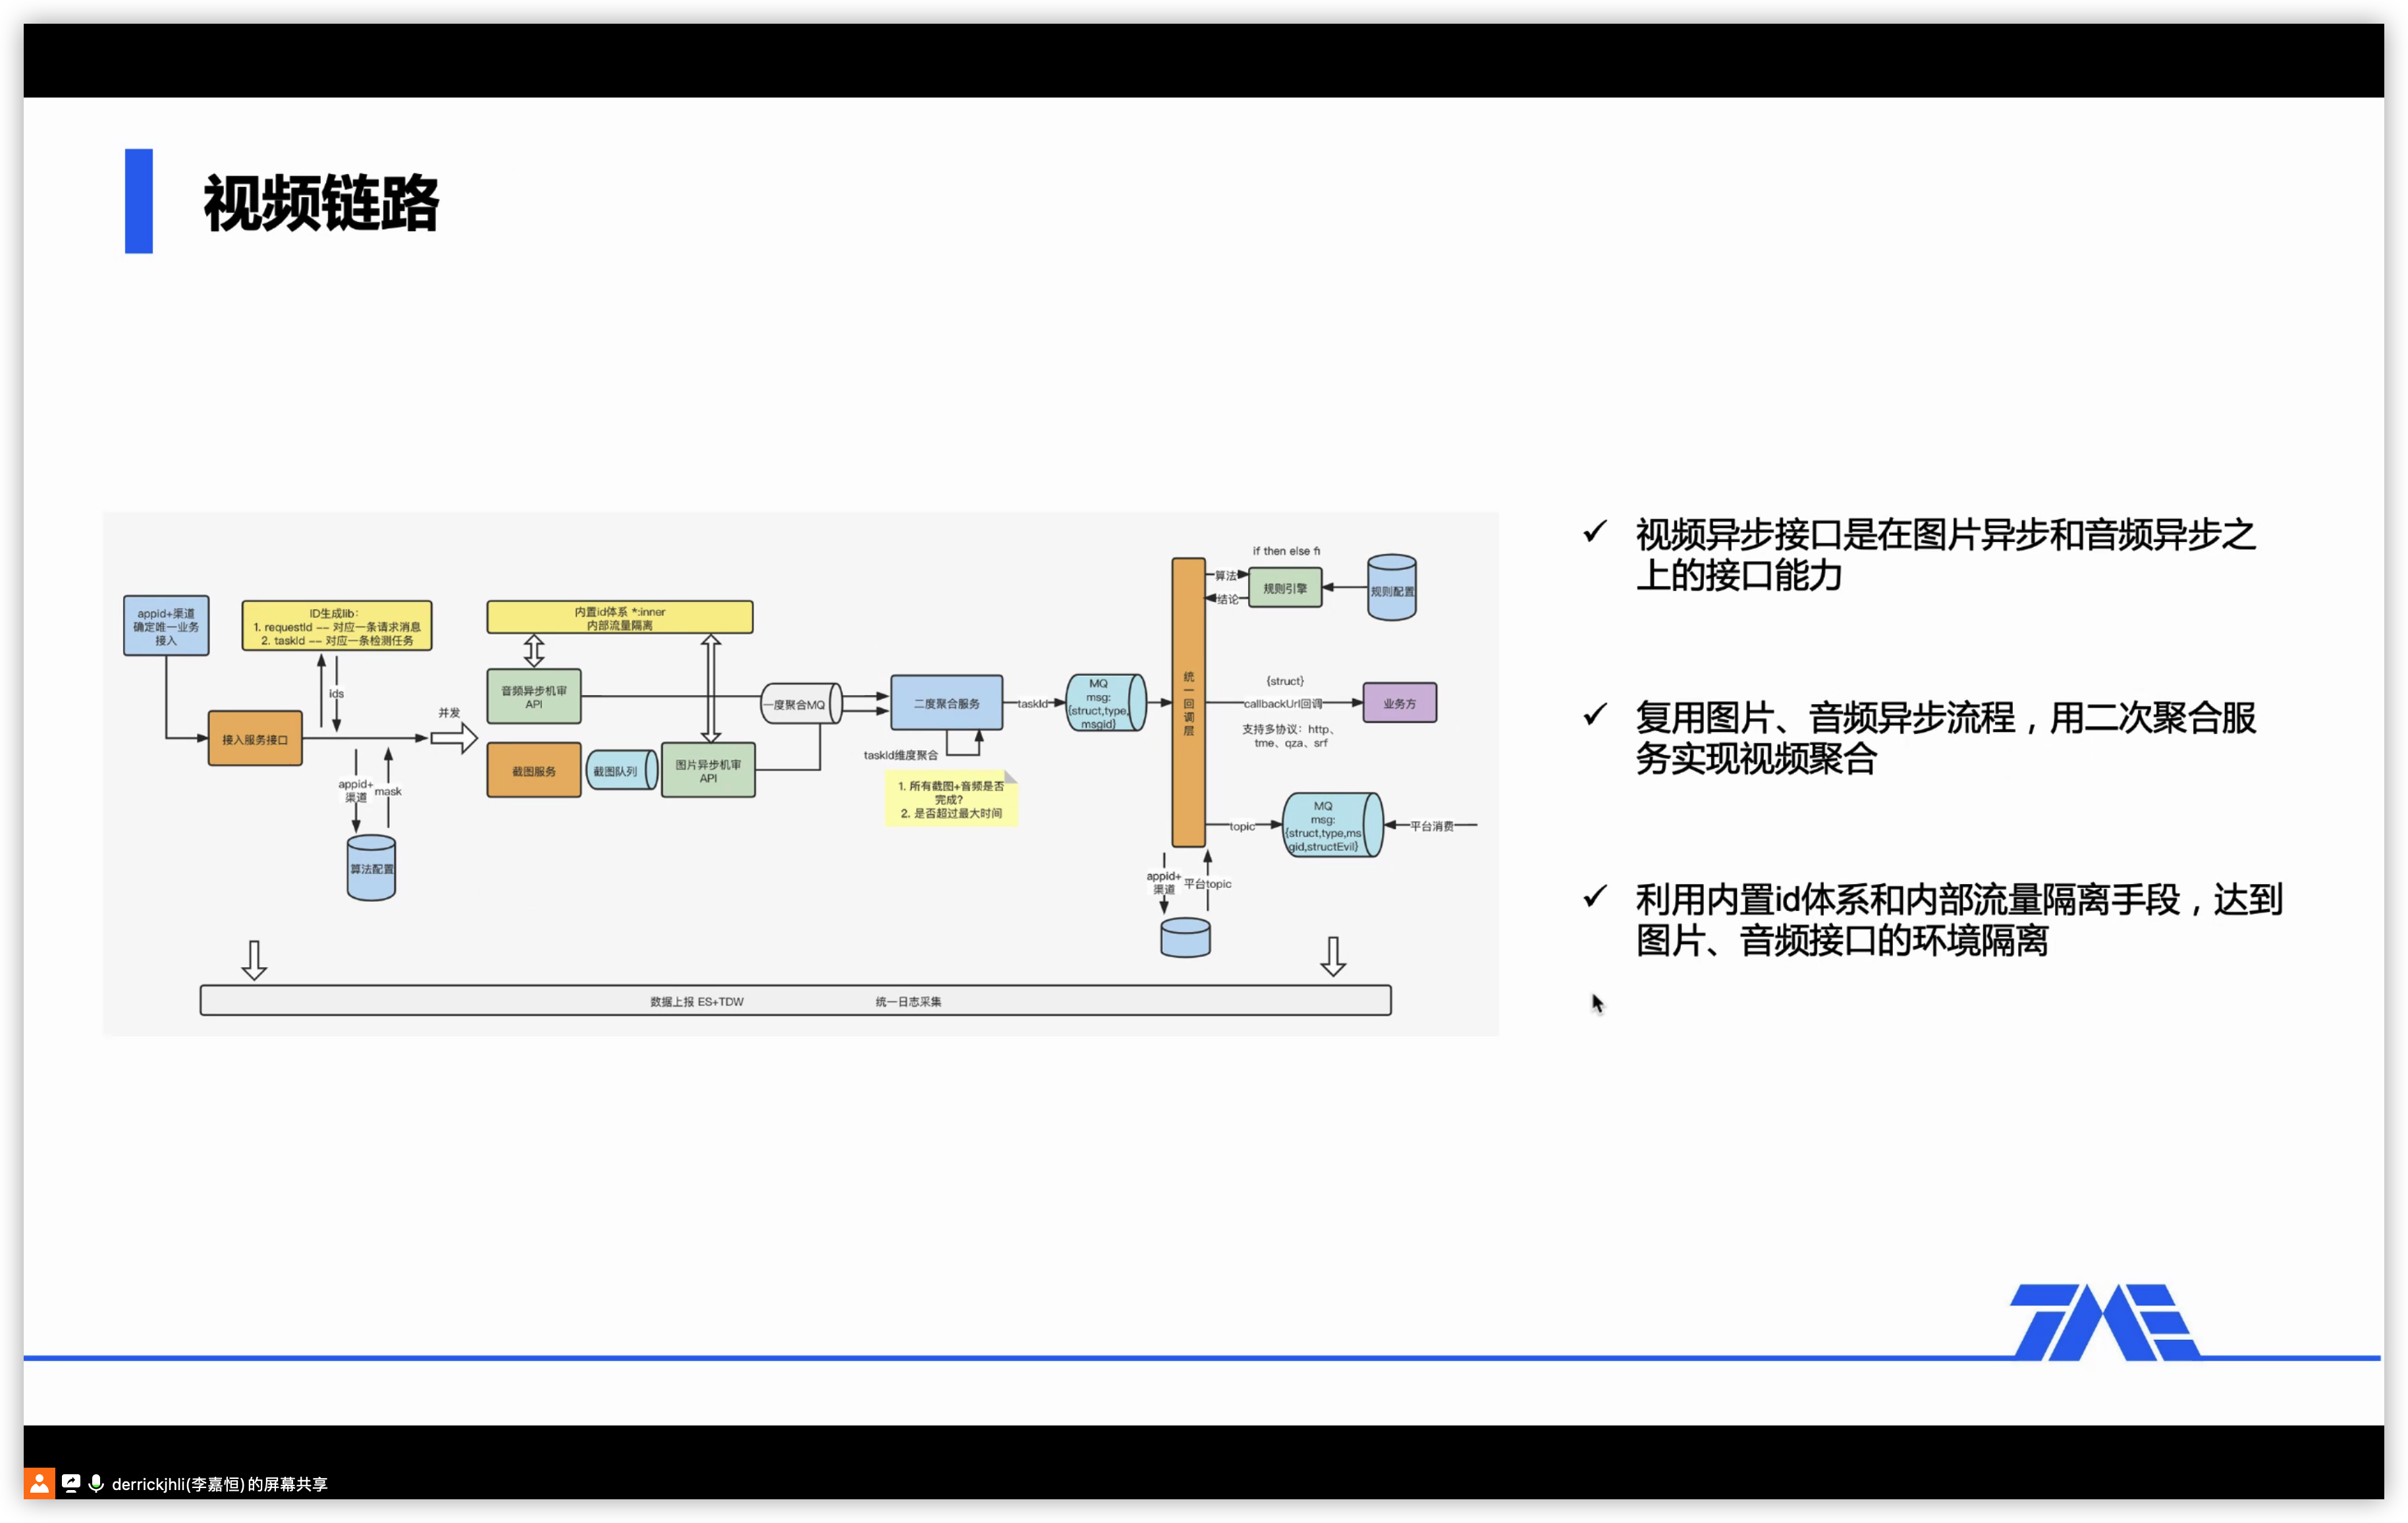 视频链路
appid+渠道
确定唯一业务
接入
ID生成lib：
1. requestId -- 对应一条请求消息
2. taskId -- 对应一条检测任务
ids
接入服务接口
appid+
渠道
mask
算法配置
并发
内置id体系 *:inner
内部流量隔离
音频异步机审
API
截图服务
截图队列
图片异步机审
API
一度聚合MQ
二度聚合服务
taskId维度聚合
1. 所有截图+音频是否
完成?
2. 是否超过最大时间
taskId
MQ
msg:
{struct,type,
msgid}
统一回调层
if then else fi
算法
结论
规则引擎
规则配置
{struct}
callbackUrl回调
支持多协议：http、
tme、qza、srf
业务方
topic
MQ
msg:
{struct,type,ms
gid,structEvil}
平台消费
appid+
渠道
平台topic
数据上报 ES+TDW 统一日志采集
✓ 视频异步接口是在图片异步和音频异步之
上的接口能力
✓ 复用图片、音频异步流程，用二次聚合服
务实现视频聚合
✓ 利用内置id体系和内部流量隔离手段，达到
图片、音频接口的环境隔离
TME
derrickjhli(李嘉恒)的屏幕共享